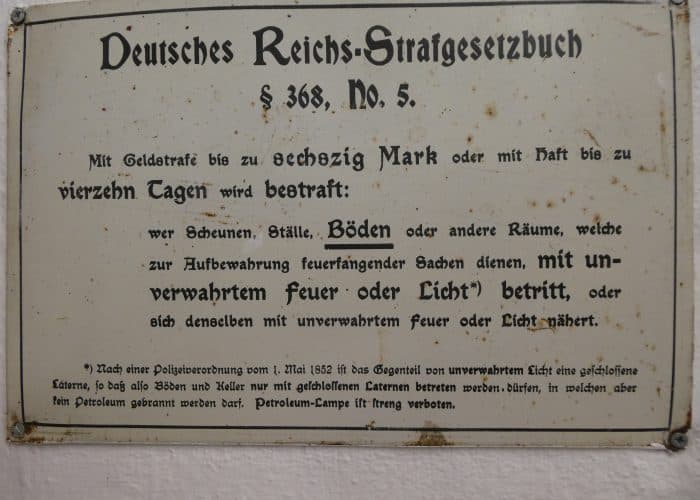 Deutsches Reichs-Strafgesetzbuch
§ 368, No. 5.
Mit Geldstrafe bis zu sechszig Mark oder mit Haft bis zu
vierzehn Tagen wird bestraft:
wer Scheunen, Ställe, Böden oder andere Räume, welche
zur Aufbewahrung feuerfangender Sachen dienen, mit un-
verwahrtem Feuer oder Licht*) betritt, oder
sich denselben mit unverwahrtem Feuer oder Licht nähert.
*) Nach einer Polizeiverordnung vom 1. Mai 1852 ist das Gegenteil von unverwahrtem Licht eine geschlossene
Laterne, so daß also Böden und Keller nur mit geschlossenen Laternen betreten werden dürfen, in welchen aber
kein Petroleum gebrannt werden darf. Petroleum-Lampe ist streng verboten.